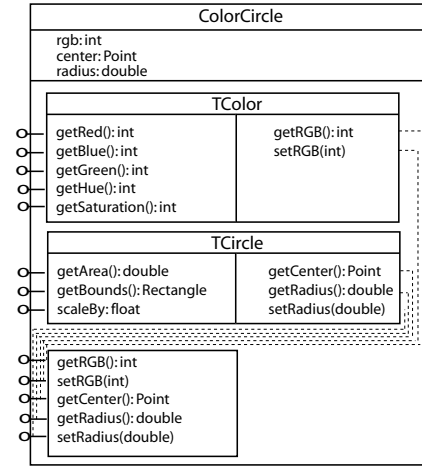 ColorCircle
rgb: int
center: Point
radius: double
TColor
getRed(): int
getBlue(): int
getGreen(): int
getHue(): int
getSaturation(): int
getRGB(): int
setRGB(int)
TCircle
getArea(): double
getBounds(): Rectangle
scaleBy: float
getCenter(): Point
getRadius(): double
setRadius(double)
getRGB(): int
setRGB(int)
getCenter(): Point
getRadius(): double
setRadius(double)